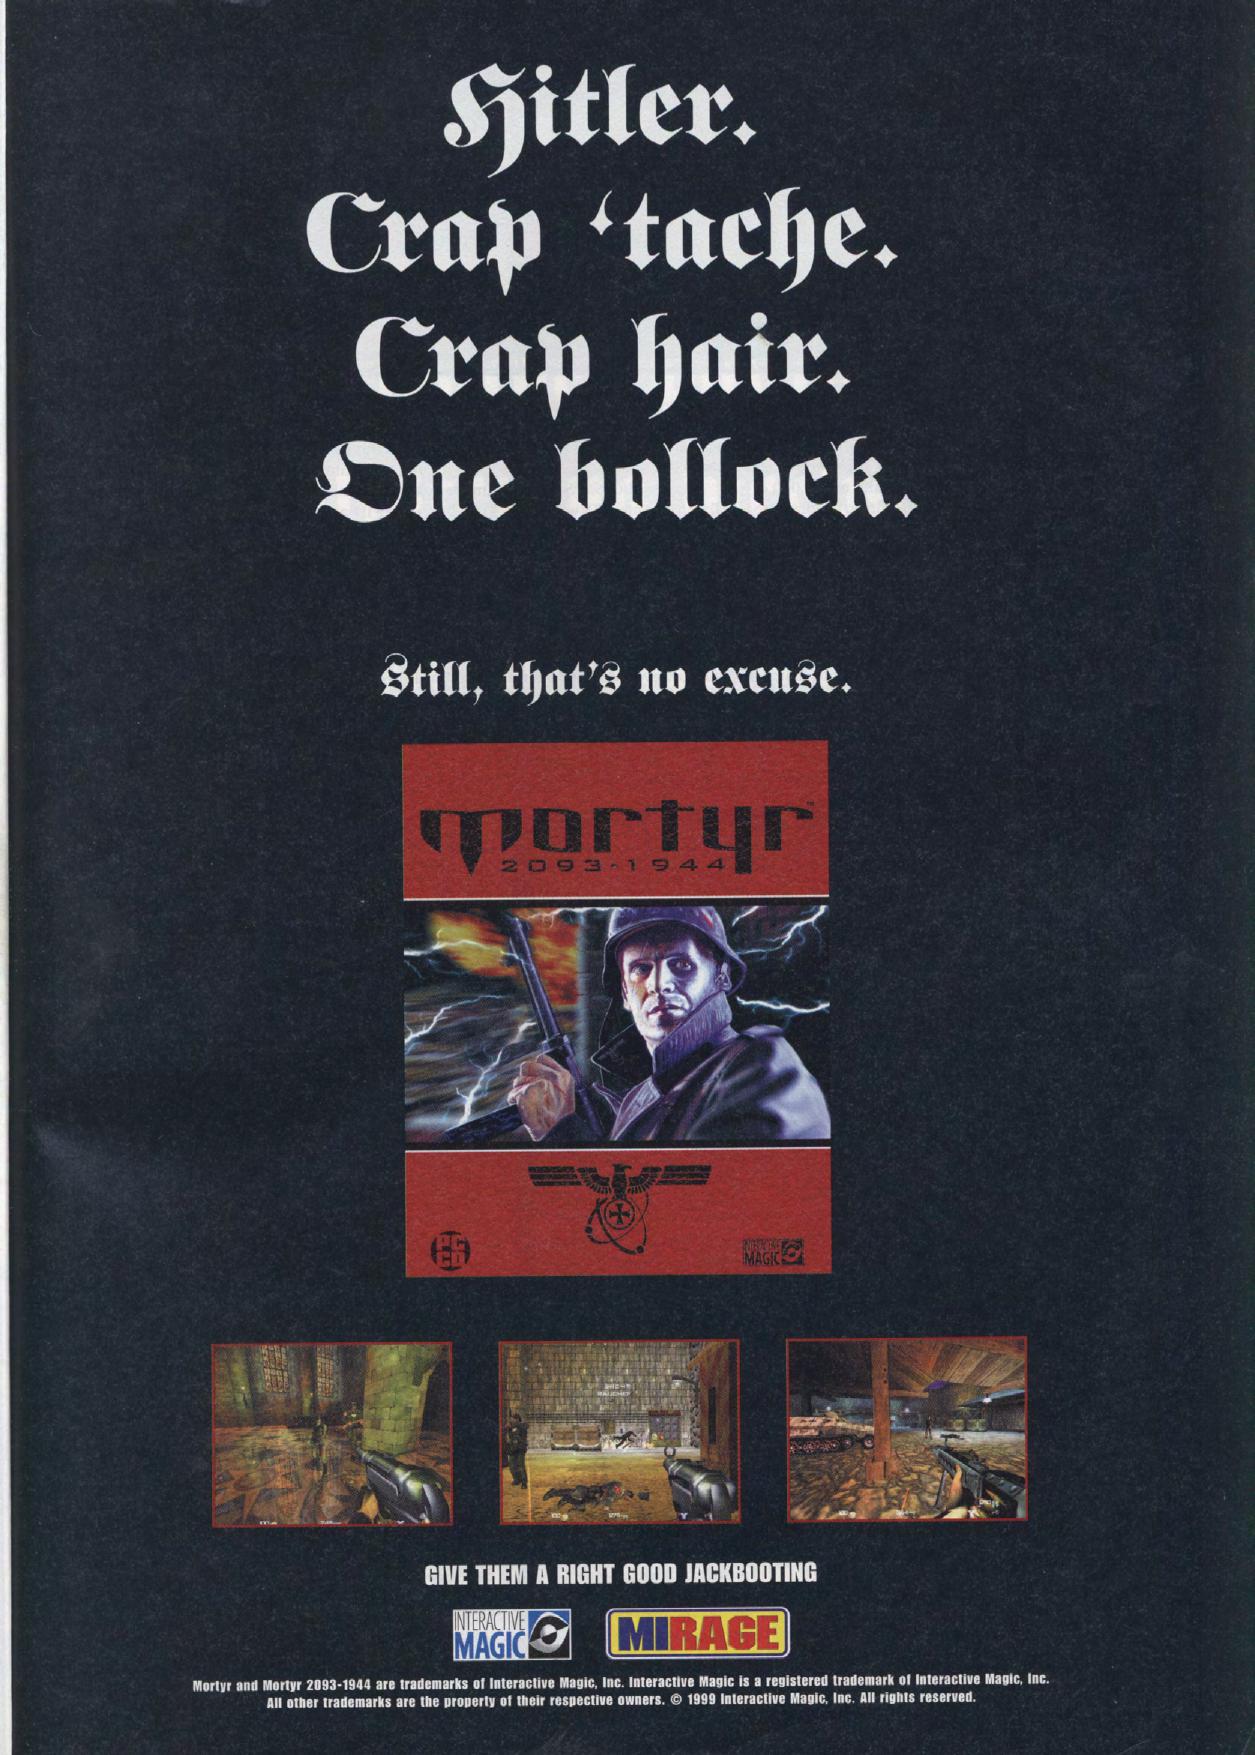 Hitler.
Crap ‘tache.
Crap hair.
One bollock.
Still, that's no excuse.
mortyr™
2093-1944
PC
CD
INTERACTIVE
MAGIC
GIVE THEM A RIGHT GOOD JACKBOOTING
INTERACTIVE
MAGIC
MIRAGE
Mortyr and Mortyr 2093-1944 are trademarks of Interactive Magic, Inc. Interactive Magic is a registered trademark of Interactive Magic, Inc.
All other trademarks are the property of their respective owners. © 1999 Interactive Magic, Inc. All rights reserved.